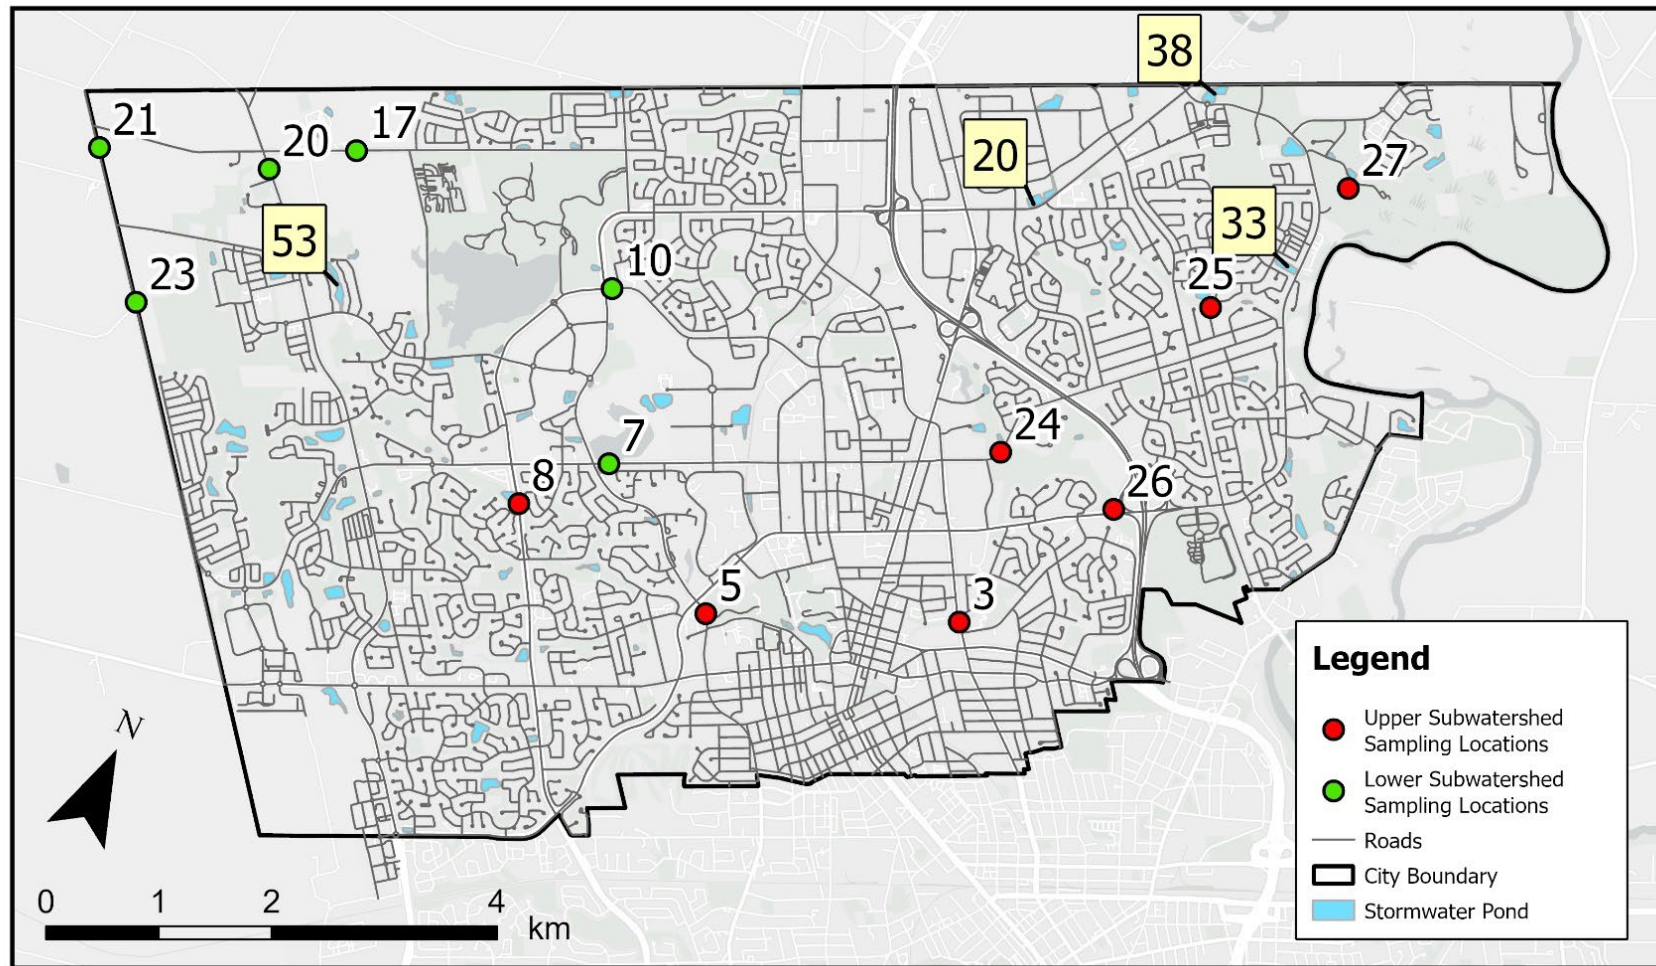 38
21
20
17
20
27
53
33
10
23
25
24
7
8
26
5
3
N
Legend
Upper Subwatershed
Sampling Locations
Lower Subwatershed
Sampling Locations
Roads
City Boundary
Stormwater Pond
0 1 2 4
km